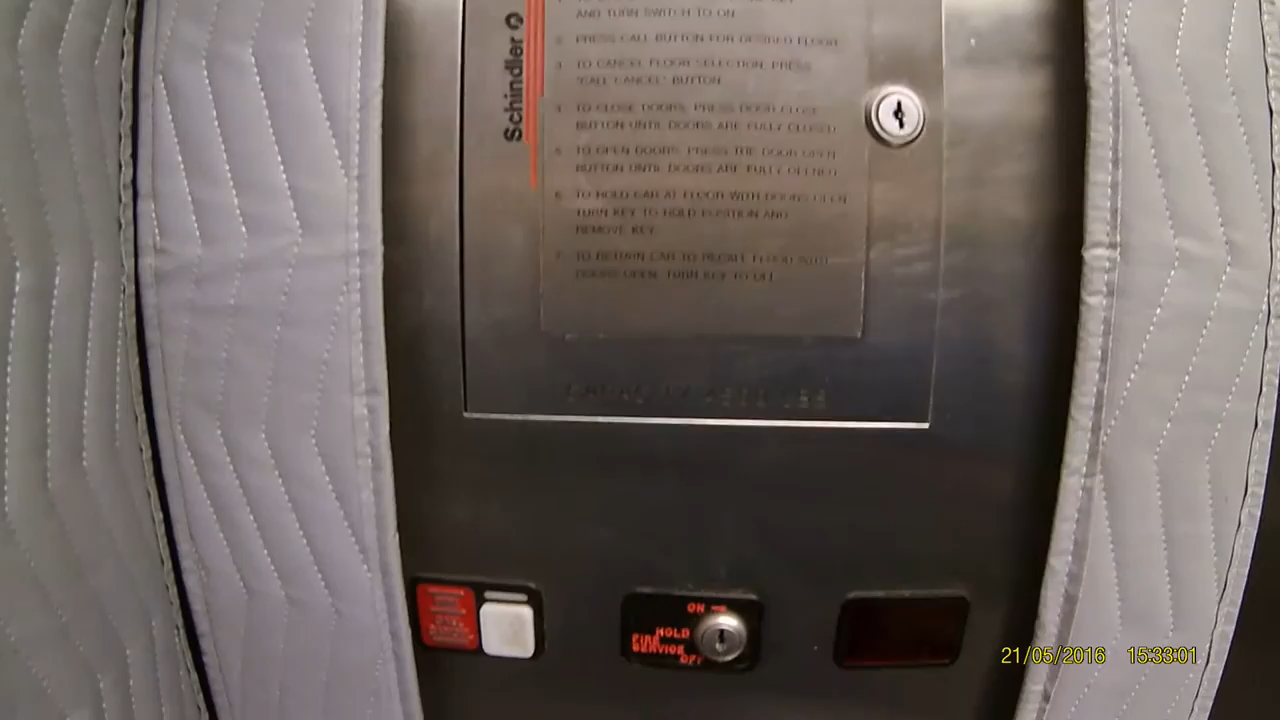 Schindler
AND TURN SWITCH TO ON
2. PRESS CALL BUTTON FOR DESIRED FLOOR
3. TO CANCEL FLOOR SELECTION, PRESS
"CALL CANCEL" BUTTON
4. TO CLOSE DOORS, PRESS DOOR CLOSE
BUTTON UNTIL DOORS ARE FULLY CLOSED
5. TO OPEN DOORS, PRESS THE DOOR OPEN
BUTTON UNTIL DOORS ARE FULLY OPENED
6. TO HOLD CAR AT FLOOR WITH DOORS OPEN
TURN KEY TO HOLD POSITION AND
REMOVE KEY.
7. TO RETURN CAR TO RECALL FLOOR WITH
DOORS OPEN, TURN KEY TO OFF
ON
HOLD
FIRE
SERVICE
OFF
21/05/2016 15:33:01